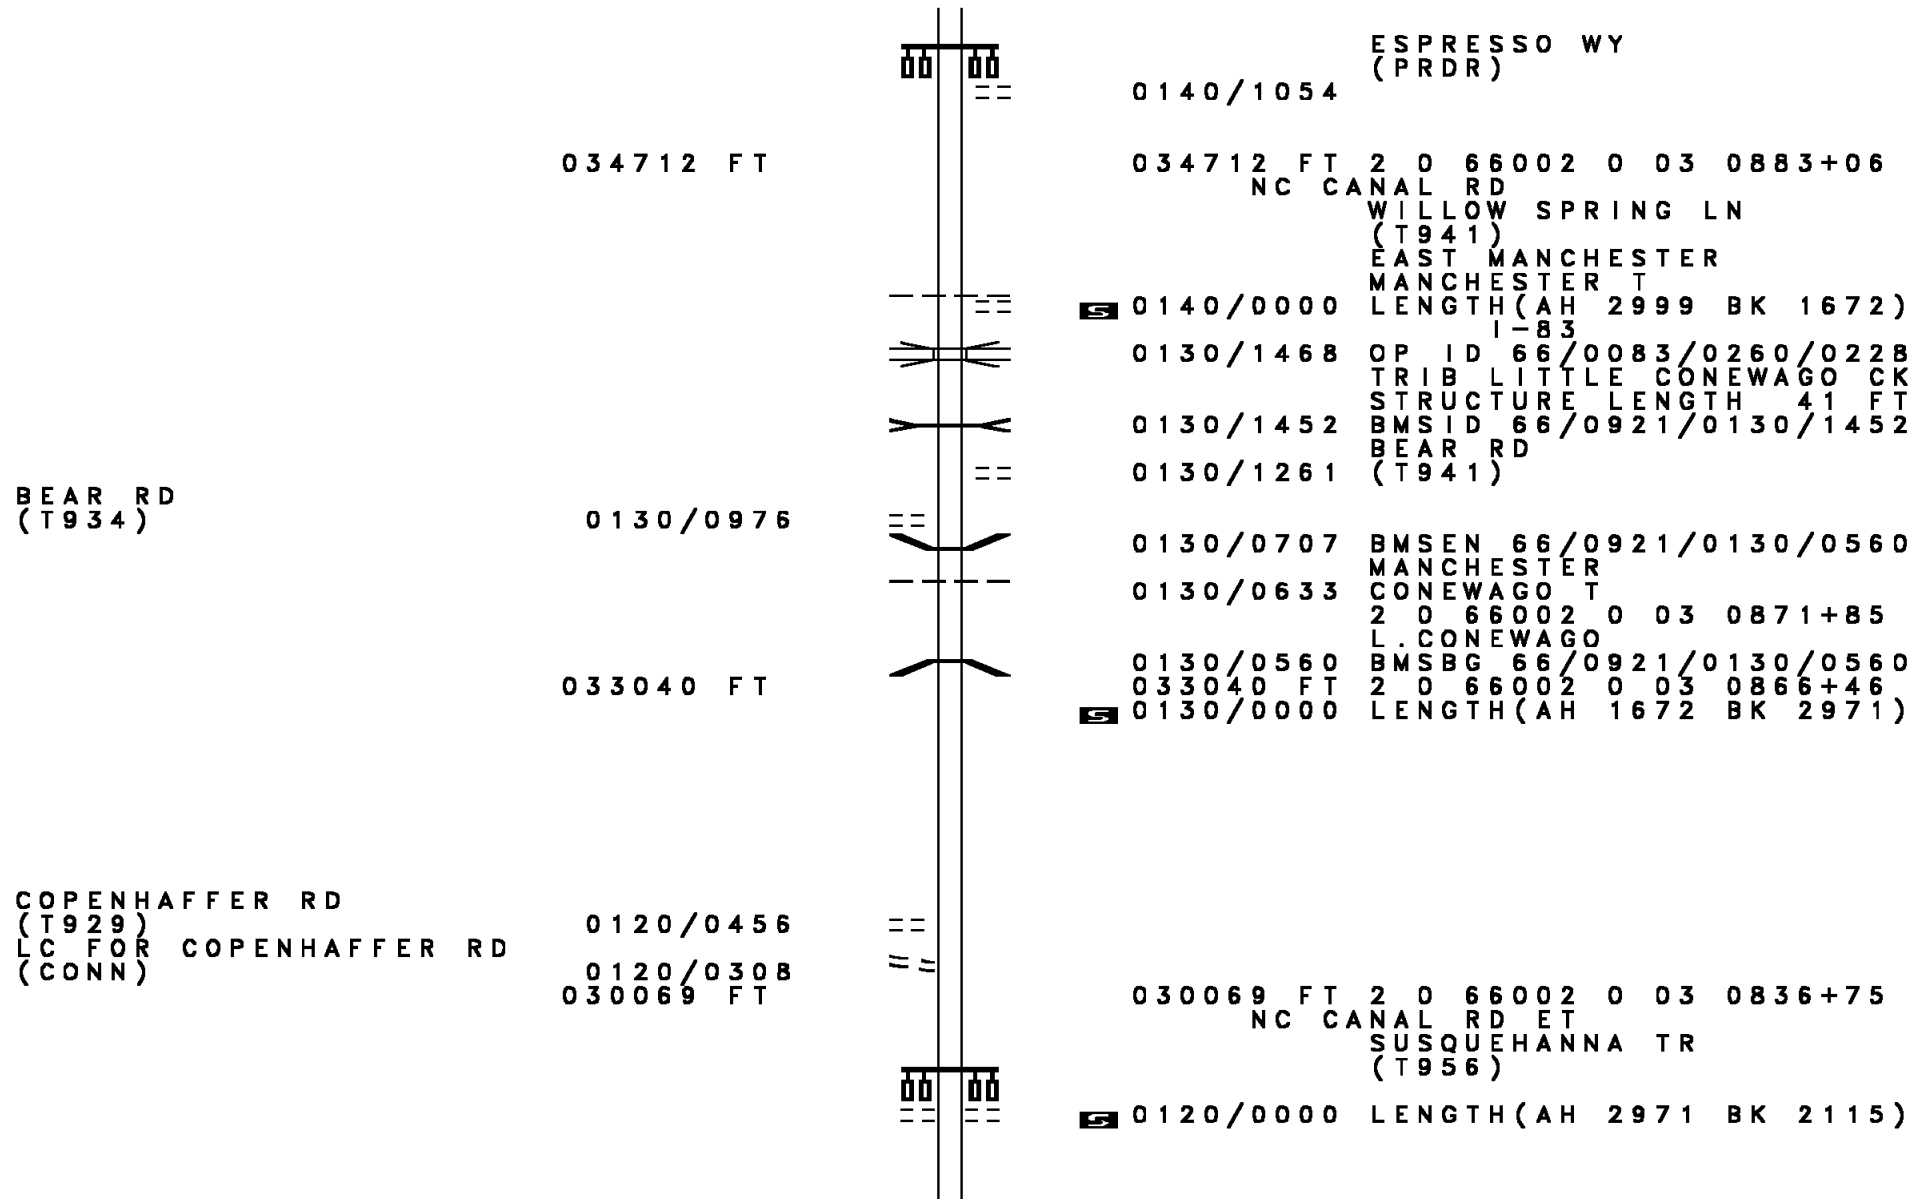 ESPRESSO WY
(PRDR)
0140/1054
034712 FT 034712 FT 2 0 66002 0 03 0883+06
NC CANAL RD
WILLOW SPRING LN
(T941)
EAST MANCHESTER
MANCHESTER T
S 0140/0000 LENGTH(AH 2999 BK 1672)
I-83
0130/1468 OP ID 66/0083/0260/0228
TRIB LITTLE CONEWAGO CK
STRUCTURE LENGTH 41 FT
0130/1452 BMSID 66/0921/0130/1452
BEAR RD
0130/1261 (T941)
BEAR RD
(T934) 0130/0976
0130/0707 BMSEN 66/0921/0130/0560
MANCHESTER
0130/0633 CONEWAGO T
2 0 66002 0 03 0871+85
L.CONEWAGO
0130/0560 BMSBG 66/0921/0130/0560
033040 FT 033040 FT 2 0 66002 0 03 0866+46
S 0130/0000 LENGTH(AH 1672 BK 2971)
COPENHAFFER RD
(T929) 0120/0456
LC FOR COPENHAFFER RD
(CONN) 0120/0308
030069 FT 030069 FT 2 0 66002 0 03 0836+75
NC CANAL RD ET
SUSQUEHANNA TR
(T956)
S 0120/0000 LENGTH(AH 2971 BK 2115)